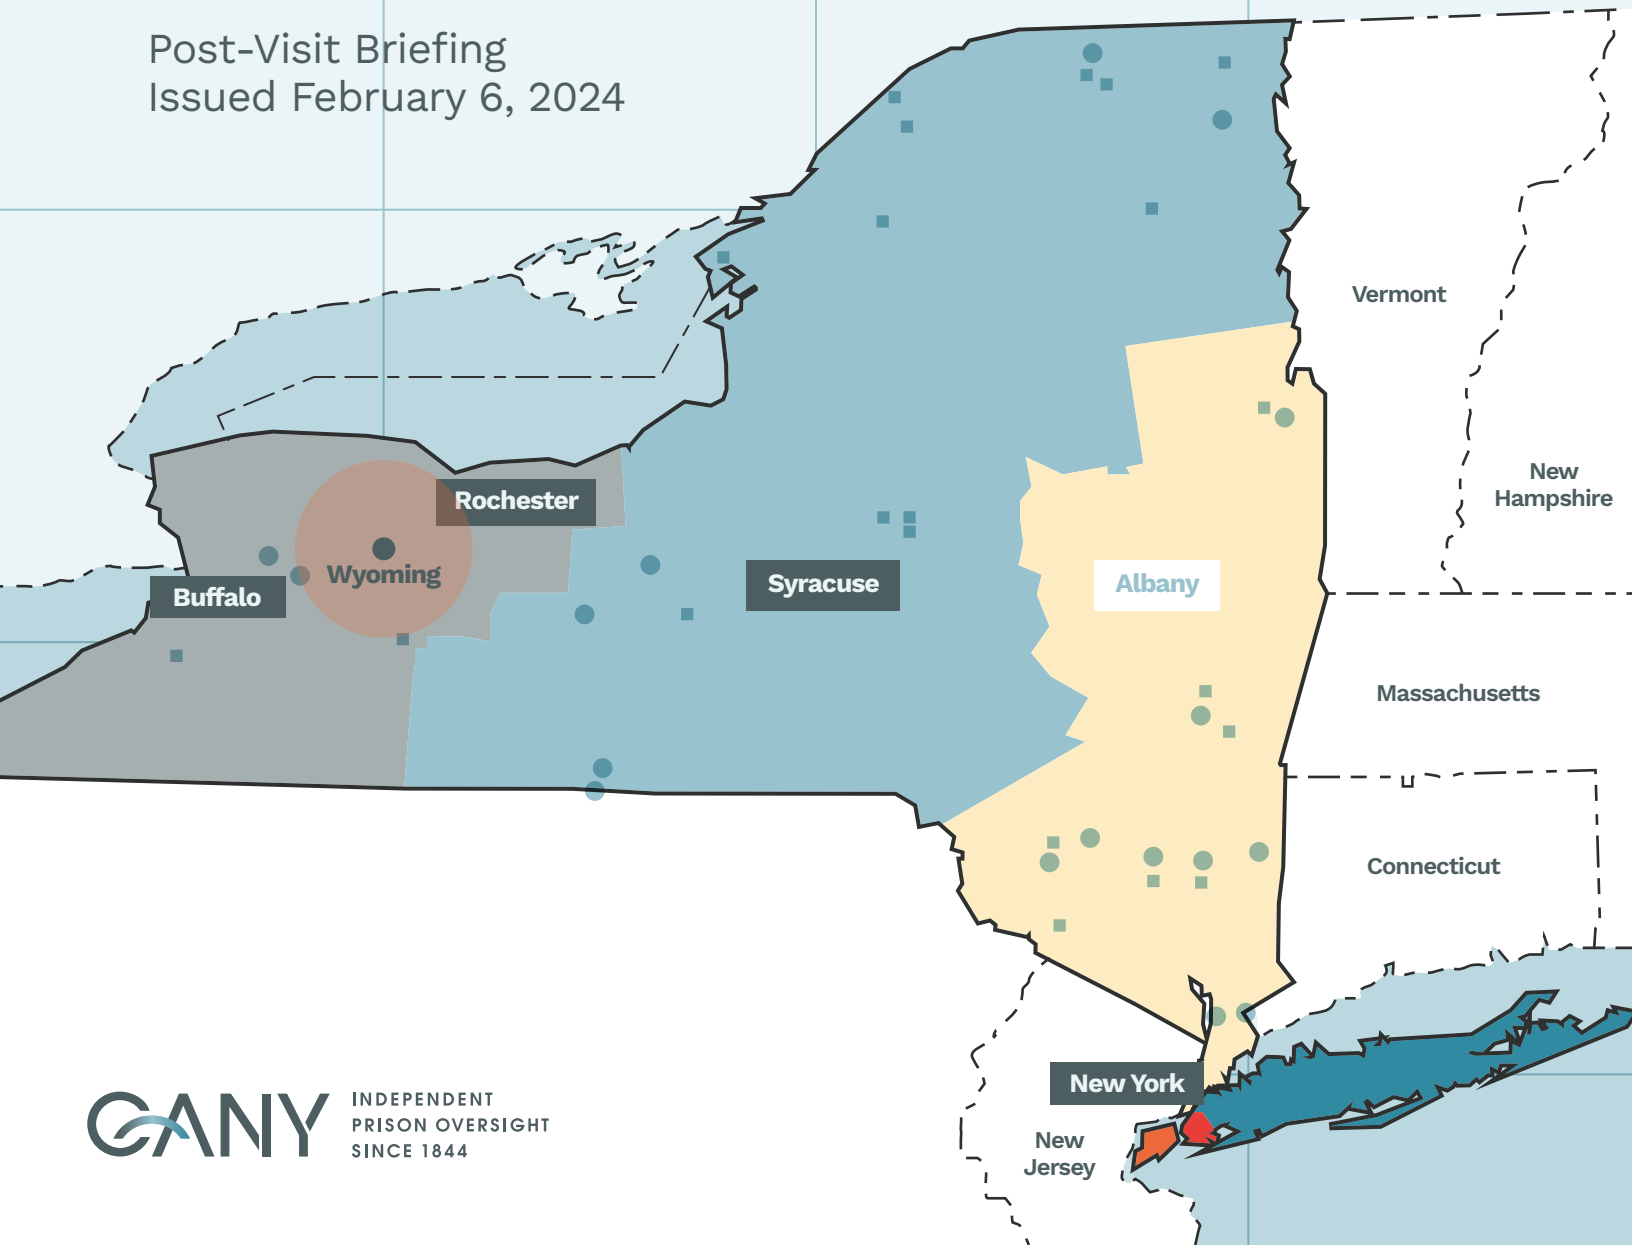 Post-Visit Briefing
Issued February 6, 2024
Vermont
New
Hampshire
Rochester
Wyoming
Buffalo
Syracuse
Albany
Massachusetts
Connecticut
New York
New
Jersey
CANY
INDEPENDENT
PRISON OVERSIGHT
SINCE 1844